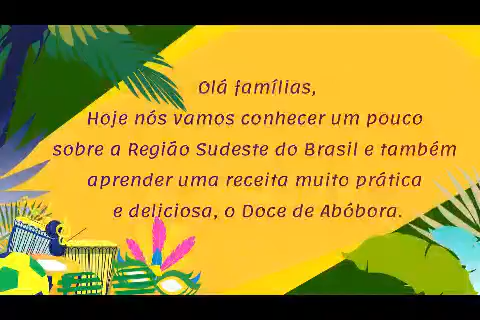 Olá famílias,
Hoje nós vamos conhecer um pouco
sobre a Região Sudeste do Brasil e também
aprender uma receita muito prática
e deliciosa, o Doce de Abóbora.